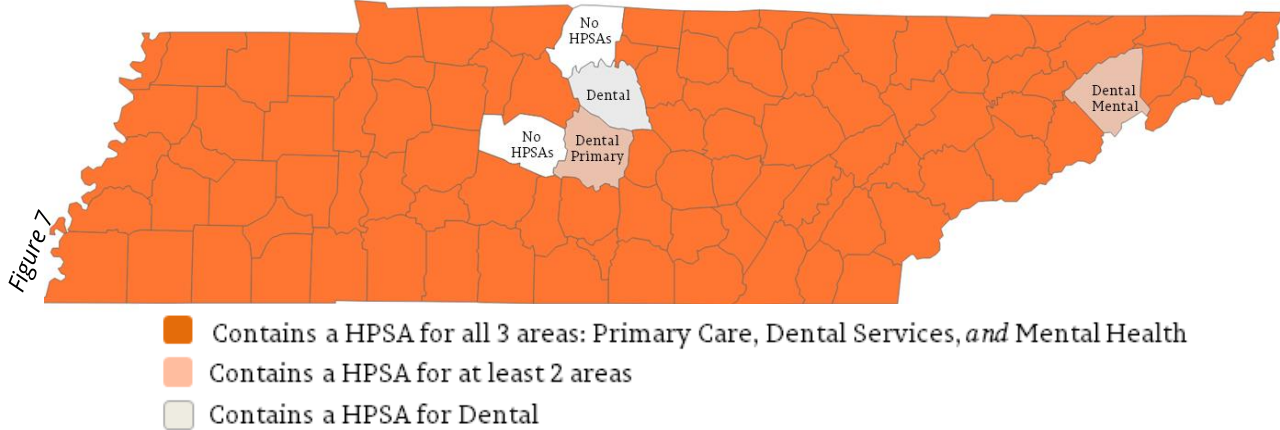 No
HPSAs
Dental
No
HPSAs
Dental
Primary
Dental
Mental
Figure 7
Contains a HPSA for all 3 areas: Primary Care, Dental Services, and Mental Health
Contains a HPSA for at least 2 areas
Contains a HPSA for Dental